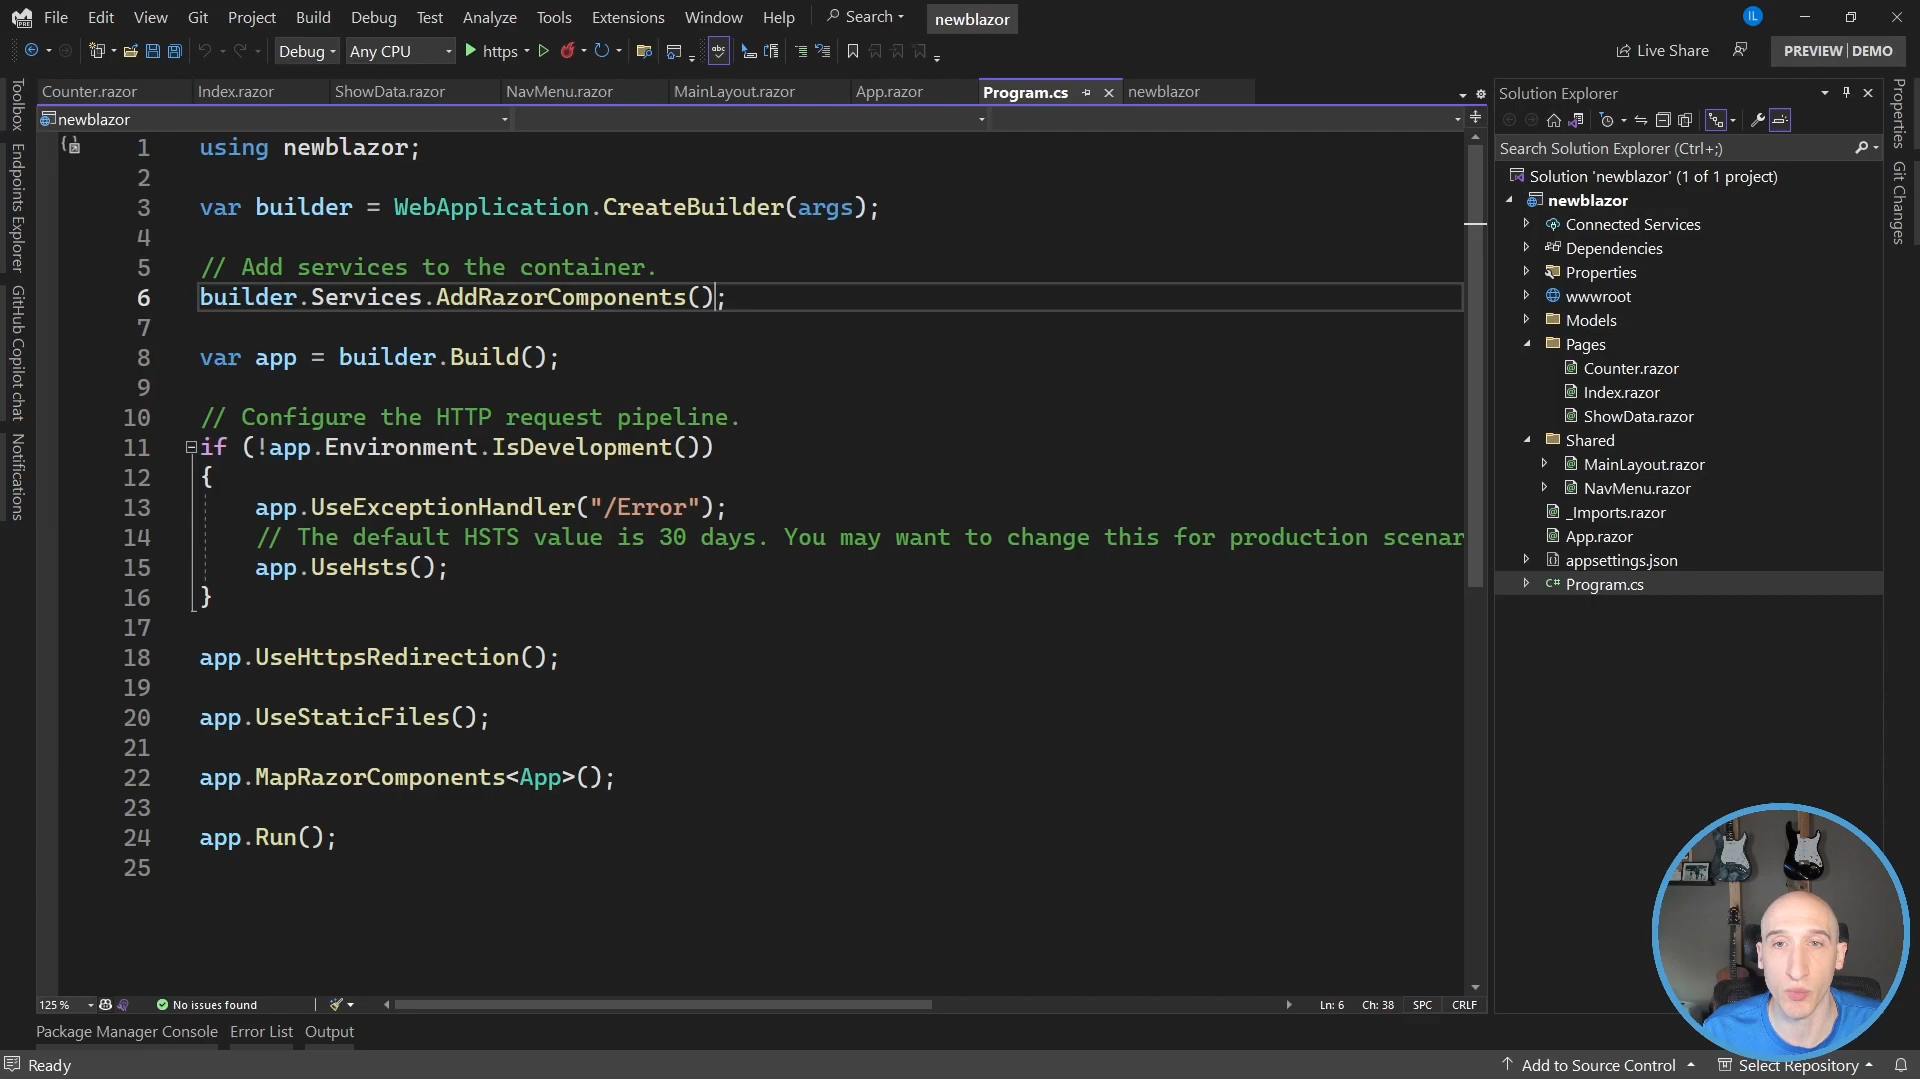 File Edit View Git Project Build Debug Test Analyze Tools Extensions Window Help Search newblazor IL
Debug Any CPU https abc Live Share PREVIEW | DEMO
Counter.razor Index.razor ShowData.razor NavMenu.razor MainLayout.razor App.razor Program.cs newblazor
newblazor
1 using newblazor;
2
3 var builder = WebApplication.CreateBuilder(args);
4
5 // Add services to the container.
6 builder.Services.AddRazorComponents();
7
8 var app = builder.Build();
9
10 // Configure the HTTP request pipeline.
11 if (!app.Environment.IsDevelopment())
12 {
13 app.UseExceptionHandler("/Error");
14 // The default HSTS value is 30 days. You may want to change this for production scenar
15 app.UseHsts();
16 }
17
18 app.UseHttpsRedirection();
19
20 app.UseStaticFiles();
21
22 app.MapRazorComponents<App>();
23
24 app.Run();
25
Toolbox
Endpoints Explorer
GitHub Copilot chat
Notifications
Solution Explorer
Search Solution Explorer (Ctrl+;)
Solution 'newblazor' (1 of 1 project)
newblazor
Connected Services
Dependencies
Properties
wwwroot
Models
Pages
Counter.razor
Index.razor
ShowData.razor
Shared
MainLayout.razor
NavMenu.razor
_Imports.razor
App.razor
appsettings.json
C# Program.cs
Properties
Git Changes
125 % No issues found Ln: 6 Ch: 38 SPC CRLF
Package Manager Console Error List Output
Ready Add to Source Control Select Repository